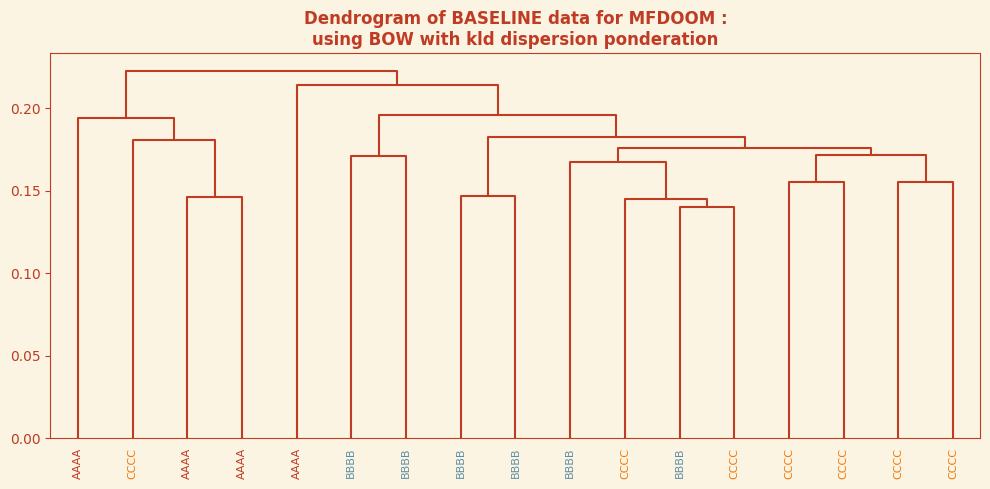 Dendrogram of BASELINE data for MFDOOM :
using BOW with kld dispersion ponderation
0.20
0.15
0.10
0.05
0.00
AAAA
CCCC
AAAA
AAAA
AAAA
BBBB
BBBB
BBBB
BBBB
BBBB
CCCC
BBBB
CCCC
CCCC
CCCC
CCCC
CCCC